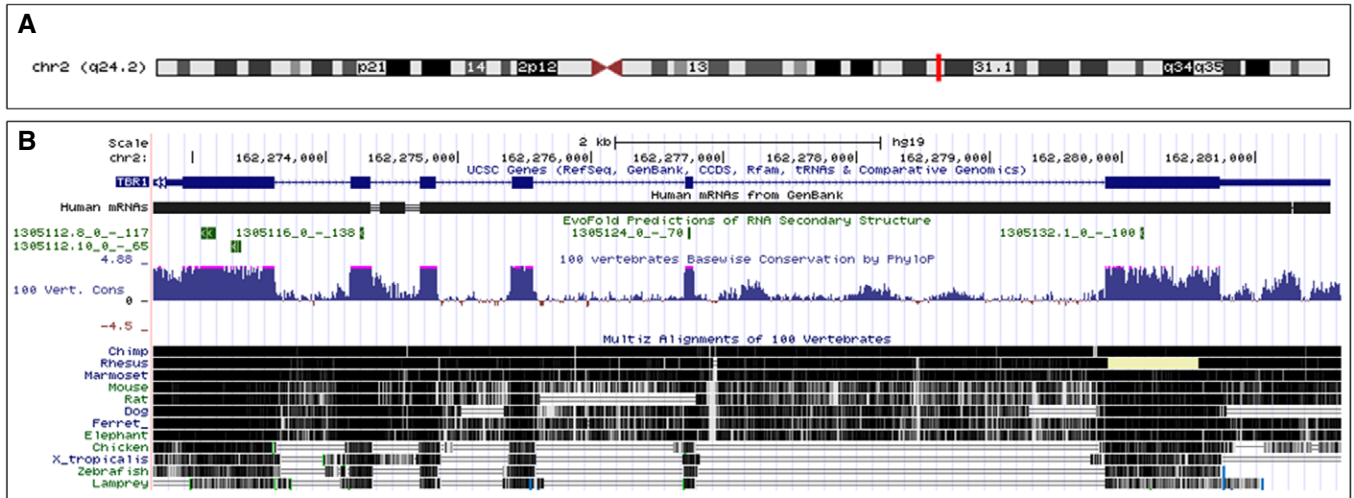 A
chr2 (q24.2) p21 14 2p12 13 31.1 q34 q35
B
Scale 2 kb hg19
chr2: 162,274,000 162,275,000 162,276,000 162,277,000 162,278,000 162,279,000 162,280,000 162,281,000
UCSC Genes (RefSeq, GenBank, CCDS, Rfam, tRNAs & Comparative Genomics)
TBR1
Human mRNAs from GenBank
Human mRNAs
EvoFold Predictions of RNA Secondary Structure
1305112.8_0_-_117 1305116_0_-_138 1305124_0_-_70 1305132.1_0_-_100
1305112.10_0_-_65
4.88 _ 100 vertebrates Basewise Conservation by PhyloP
100 Vert. Cons
0 _
-4.5 _
Multiz Alignments of 100 Vertebrates
Chimp
Rhesus
Marmoset
Mouse
Rat
Dog
Ferret_
Elephant
Chicken
X_tropicalis
Zebrafish
Lamprey